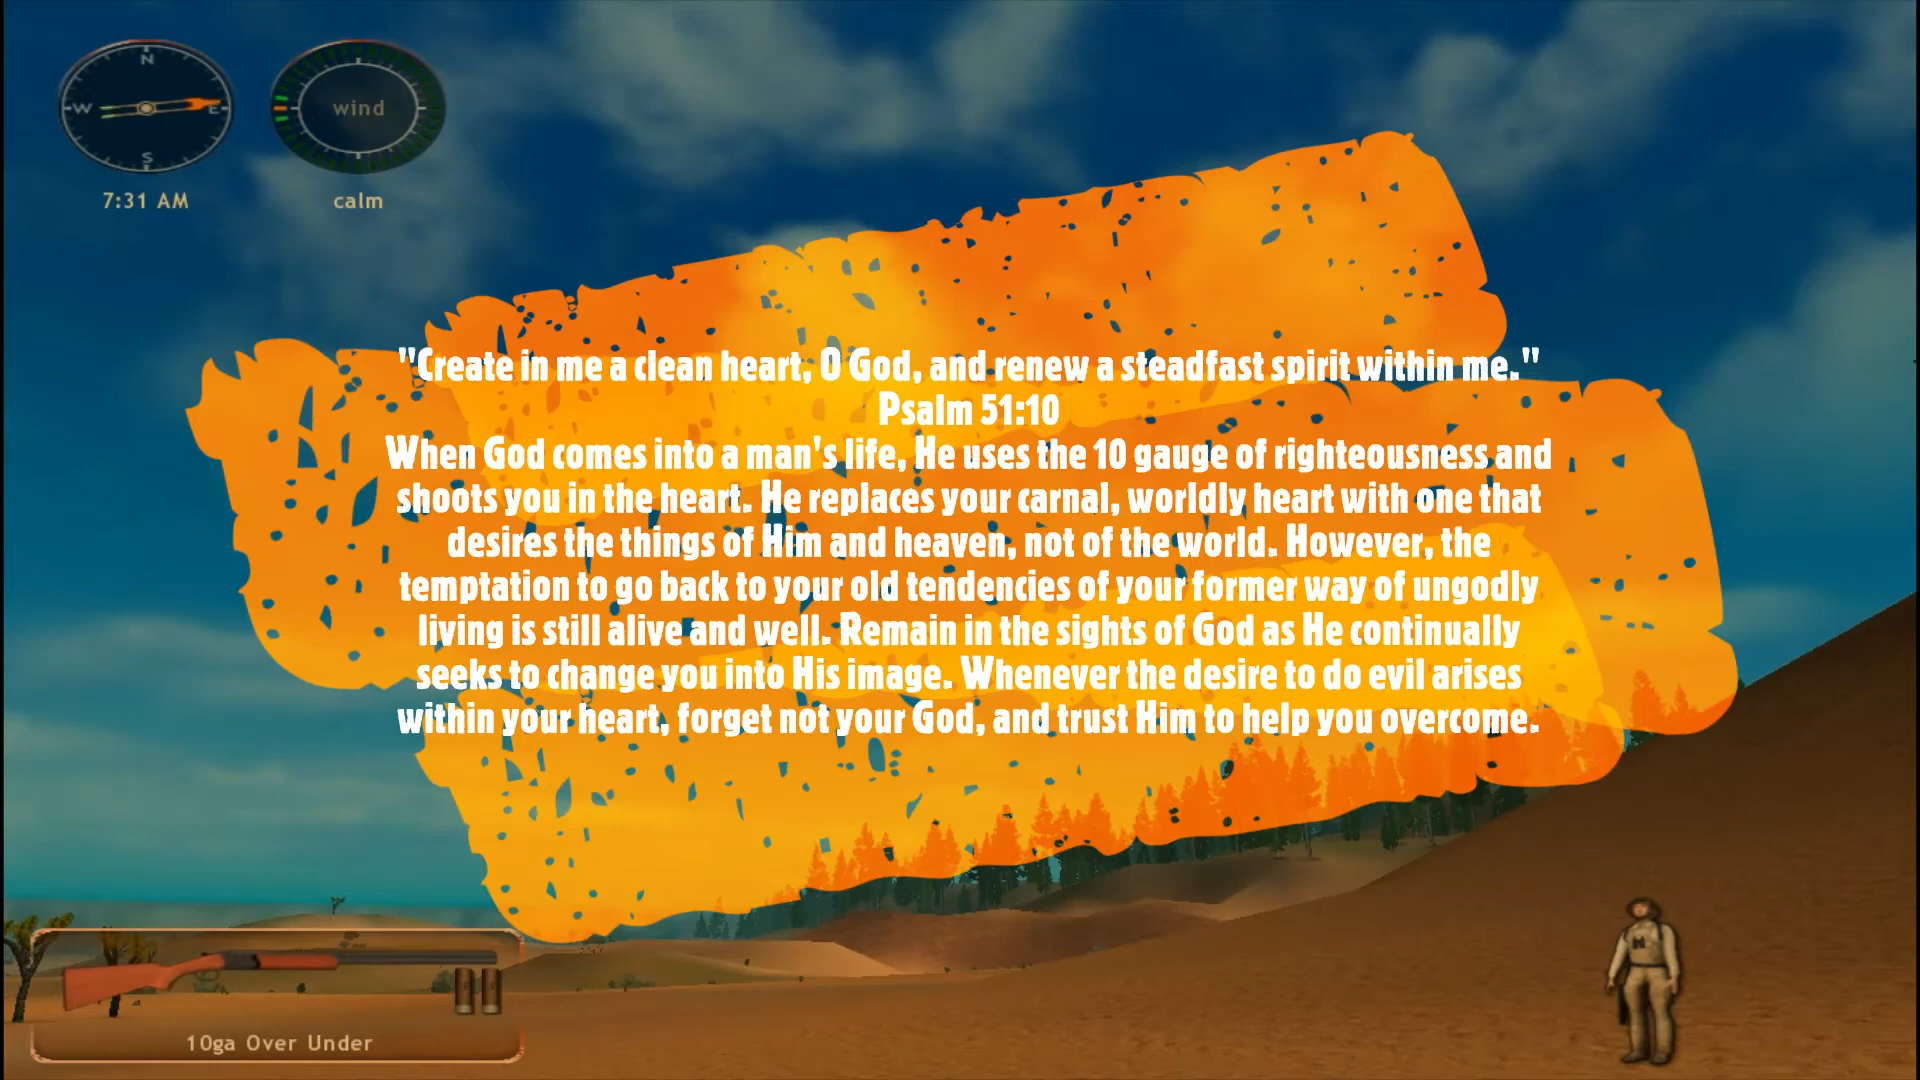 N
W
E
S
wind
7:31 AM
calm
"Create in me a clean heart, O God, and renew a steadfast spirit within me."
Psalm 51:10
When God comes into a man's life, He uses the 10 gauge of righteousness and
shoots you in the heart. He replaces your carnal, worldly heart with one that
desires the things of Him and heaven, not of the world. However, the
temptation to go back to your old tendencies of your former way of ungodly
living is still alive and well. Remain in the sights of God as He continually
seeks to change you into His image. Whenever the desire to do evil arises
within your heart, forget not your God, and trust Him to help you overcome.
10ga Over Under